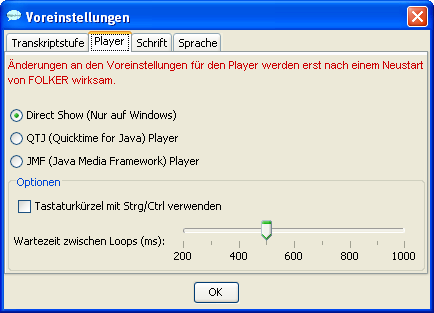 Voreinstellungen
Transkriptstufe Player Schrift Sprache
Änderungen an den Voreinstellungen für den Player werden erst nach einem Neustart
von FOLKER wirksam.
Direct Show (Nur auf Windows)
QTJ (Quicktime for Java) Player
JMF (Java Media Framework) Player
Optionen
Tastaturkürzel mit Strg/Ctrl verwenden
Wartezeit zwischen Loops (ms):
200 400 600 800 1000
OK